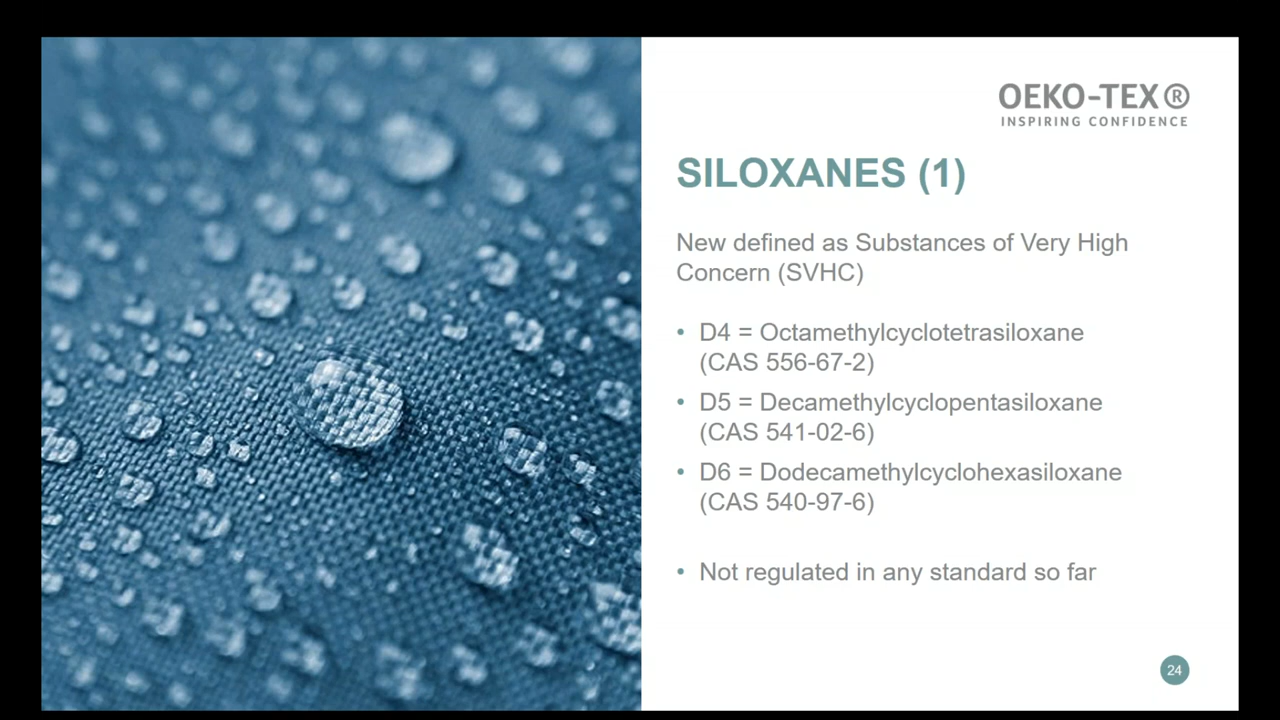 OEKO-TEX®
INSPIRING CONFIDENCE
SILOXANES (1)
New defined as Substances of Very High
Concern (SVHC)
• D4 = Octamethylcyclotetrasiloxane
(CAS 556-67-2)
• D5 = Decamethylcyclopentasiloxane
(CAS 541-02-6)
• D6 = Dodecamethylcyclohexasiloxane
(CAS 540-97-6)
• Not regulated in any standard so far
24